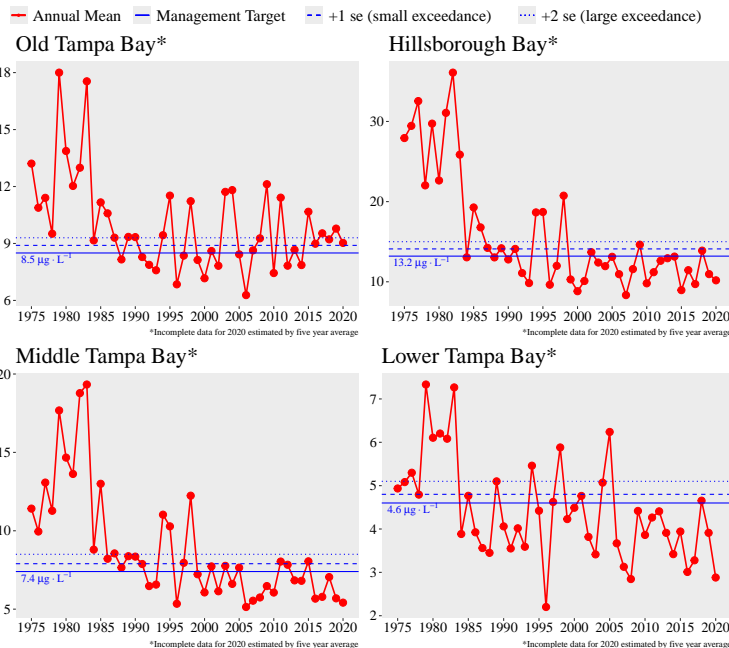 Annual Mean Management Target +1 se (small exceedance) +2 se (large exceedance)
Old Tampa Bay*
18
15
12
9
6
8.5 μg · L⁻¹
1975 1980 1985 1990 1995 2000 2005 2010 2015 2020
*Incomplete data for 2020 estimated by five year average
Hillsborough Bay*
30
20
10
13.2 μg · L⁻¹
1975 1980 1985 1990 1995 2000 2005 2010 2015 2020
*Incomplete data for 2020 estimated by five year average
Middle Tampa Bay*
20
15
10
5
7.4 μg · L⁻¹
1975 1980 1985 1990 1995 2000 2005 2010 2015 2020
*Incomplete data for 2020 estimated by five year average
Lower Tampa Bay*
7
6
5
4
3
2
4.6 μg · L⁻¹
1975 1980 1985 1990 1995 2000 2005 2010 2015 2020
*Incomplete data for 2020 estimated by five year average